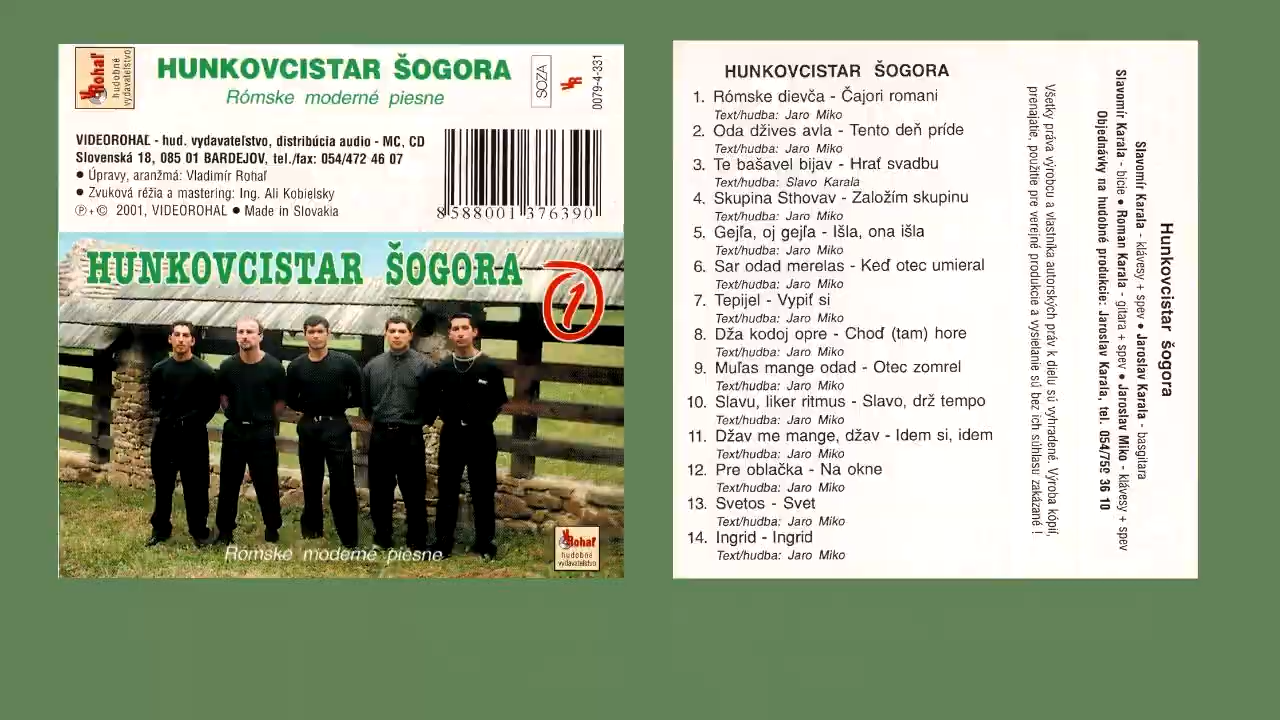 Rohaľ
hudobné
vydavateľstvo
HUNKOVCISTAR ŠOGORA
Rómske moderné piesne
SOZA
0079-4-331
VIDEOROHAĽ - hud. vydavateľstvo, distribúcia audio - MC, CD
Slovenská 18, 085 01 BARDEJOV, tel./fax: 054/472 46 07
● Úpravy, aranžmá: Vladimír Rohaľ
● Zvuková réžia a mastering: Ing. Ali Kobielsky
Ⓟ+© 2001, VIDEOROHAĽ ● Made in Slovakia
8 588001 376390
HUNKOVCISTAR ŠOGORA
1
Rómske moderné piesne
Rohaľ
hudobné
vydavateľstvo
HUNKOVCISTAR ŠOGORA
1. Rómske dievča - Čajori romani
Text/hudba: Jaro Miko
2. Oda džives avla - Tento deň príde
Text/hudba: Jaro Miko
3. Te bašavel bijav - Hrať svadbu
Text/hudba: Slavo Karala
4. Skupina Sthovav - Založím skupinu
Text/hudba: Jaro Miko
5. Gejľa, oj gejľa - Išla, ona išla
Text/hudba: Jaro Miko
6. Sar odad merelas - Keď otec umieral
Text/hudba: Jaro Miko
7. Tepijel - Vypiť si
Text/hudba: Jaro Miko
8. Dža kodoj opre - Choď (tam) hore
Text/hudba: Jaro Miko
9. Muľas mange odad - Otec zomrel
Text/hudba: Jaro Miko
10. Slavu, liker ritmus - Slavo, drž tempo
Text/hudba: Jaro Miko
11. Džav me mange, džav - Idem si, idem
Text/hudba: Jaro Miko
12. Pre oblačka - Na okne
Text/hudba: Jaro Miko
13. Svetos - Svet
Text/hudba: Jaro Miko
14. Ingrid - Ingrid
Text/hudba: Jaro Miko
Hunkovcistar šogora
Slavomír Karala - klávesy + spev ● Jaroslav Karala - basgitara
Slavomír Karala - bicie ● Roman Karala - gitara + spev ● Jaroslav Miko - klávesy + spev
Objednávky na hudobné produkcie: Jaroslav Karala, tel. 054/759 36 10
Všetky práva výrobcu a vlastníka autorských práv k dielu sú vyhradené. Výroba kópií,
prenajatie, použitie pre verejné produkcie a vysielanie sú bez ich súhlasu zakázané !